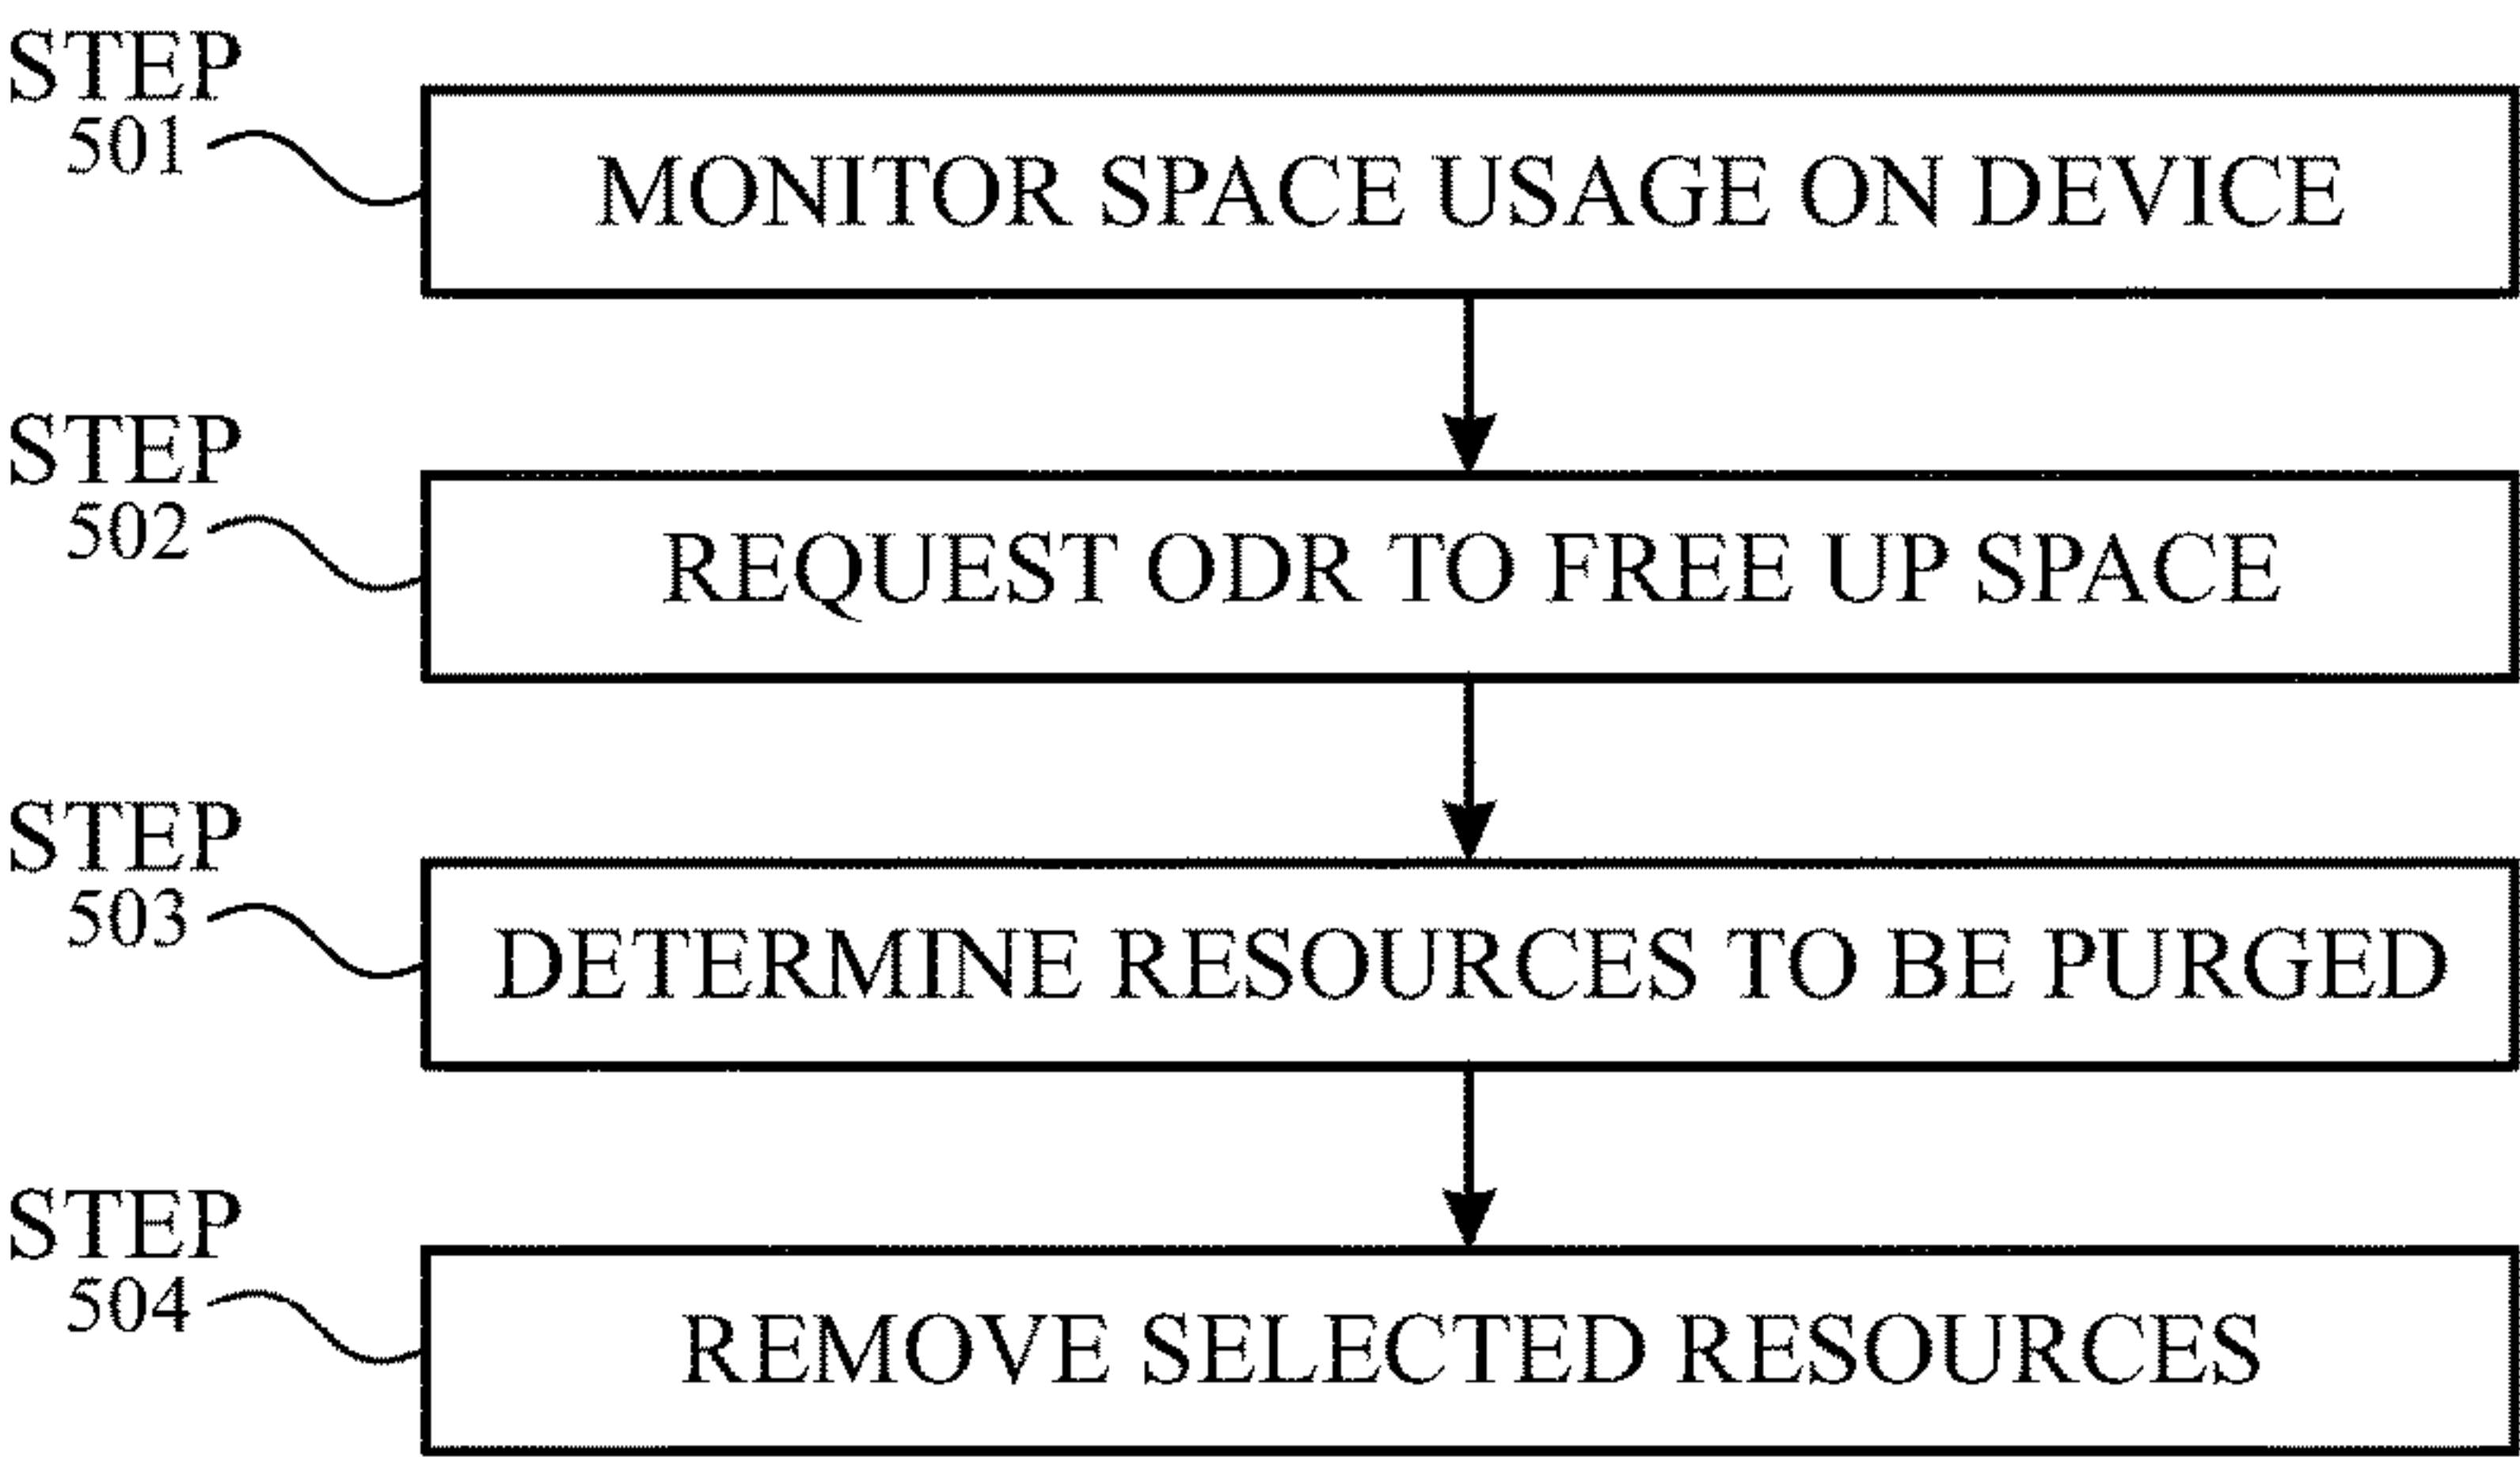 STEP
501
MONITOR SPACE USAGE ON DEVICE
STEP
502
REQUEST ODR TO FREE UP SPACE
STEP
503
DETERMINE RESOURCES TO BE PURGED
STEP
504
REMOVE SELECTED RESOURCES